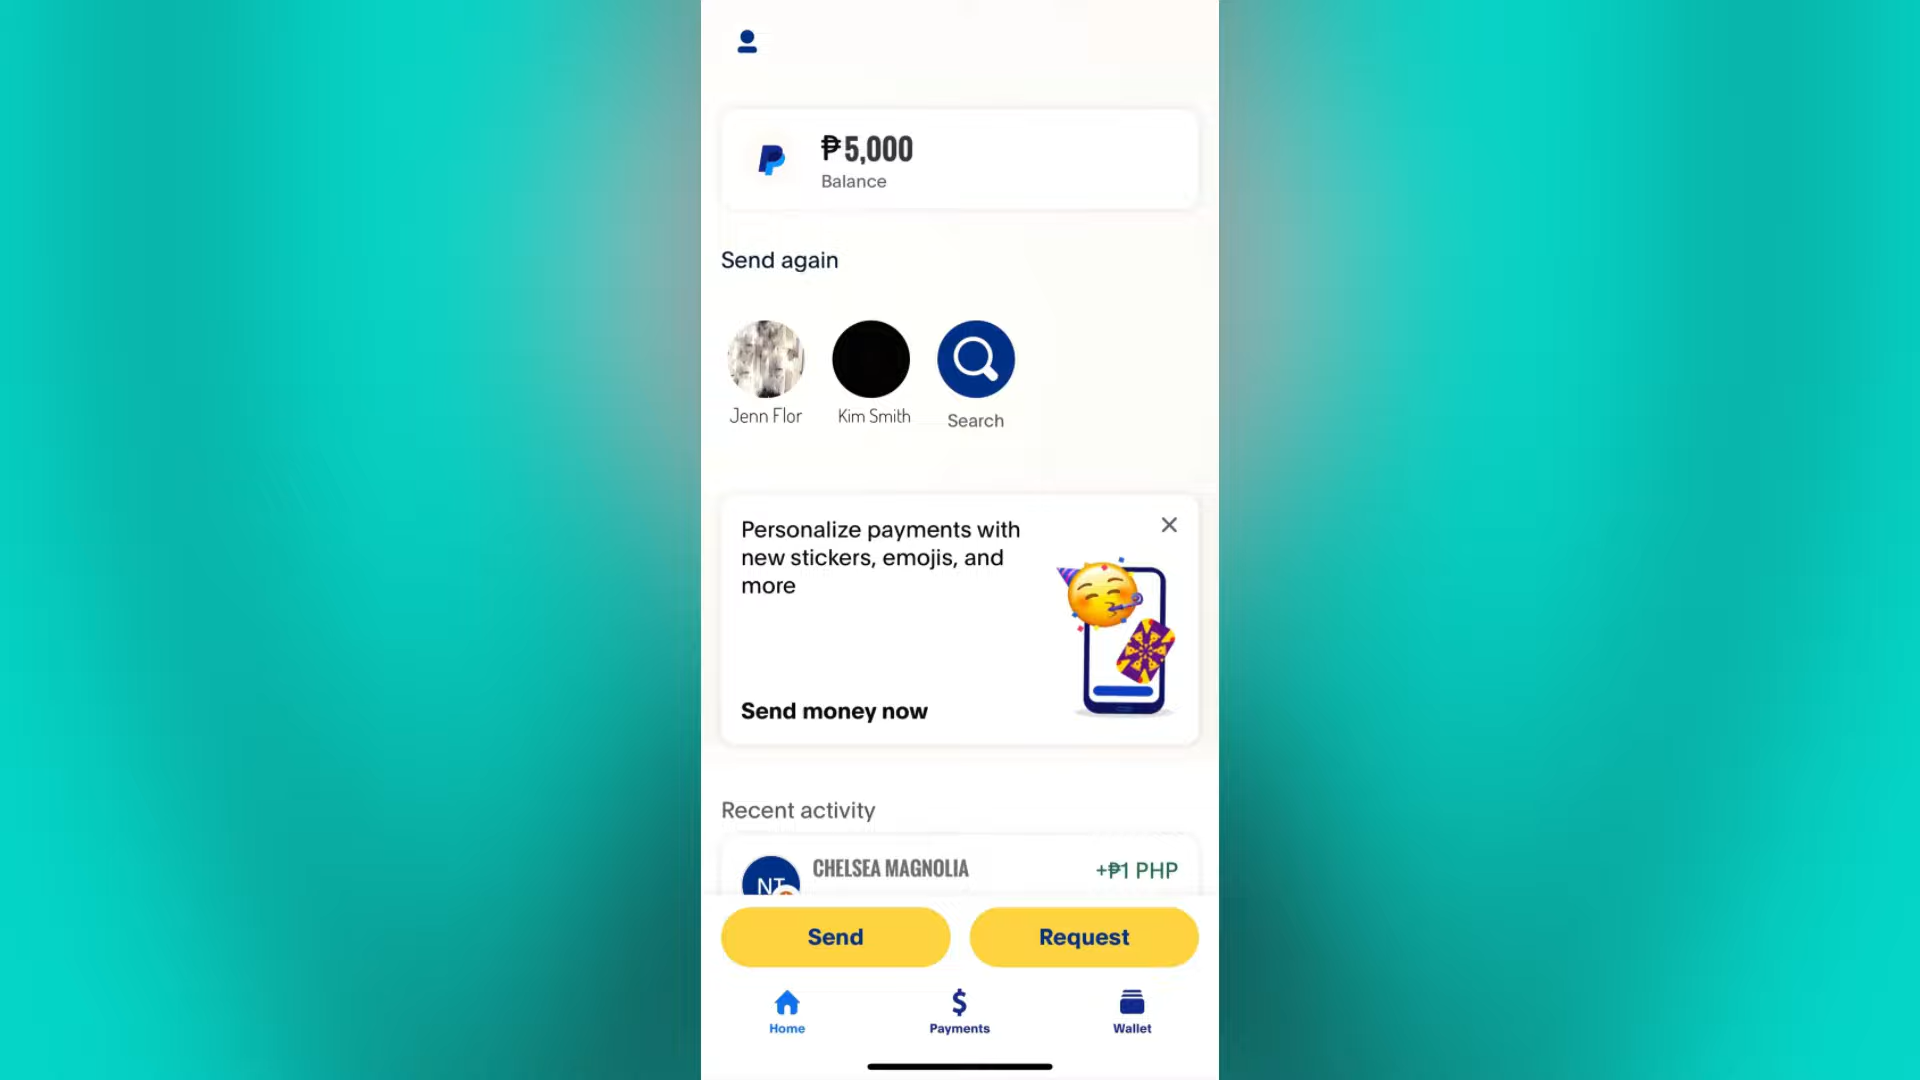 ₱5,000
Balance
Send again
Jenn Flor
Kim Smith
Search
Personalize payments with
new stickers, emojis, and
more
Send money now
Recent activity
CHELSEA MAGNOLIA
+₱1 PHP
NT
Send
Request
Home
Payments
Wallet